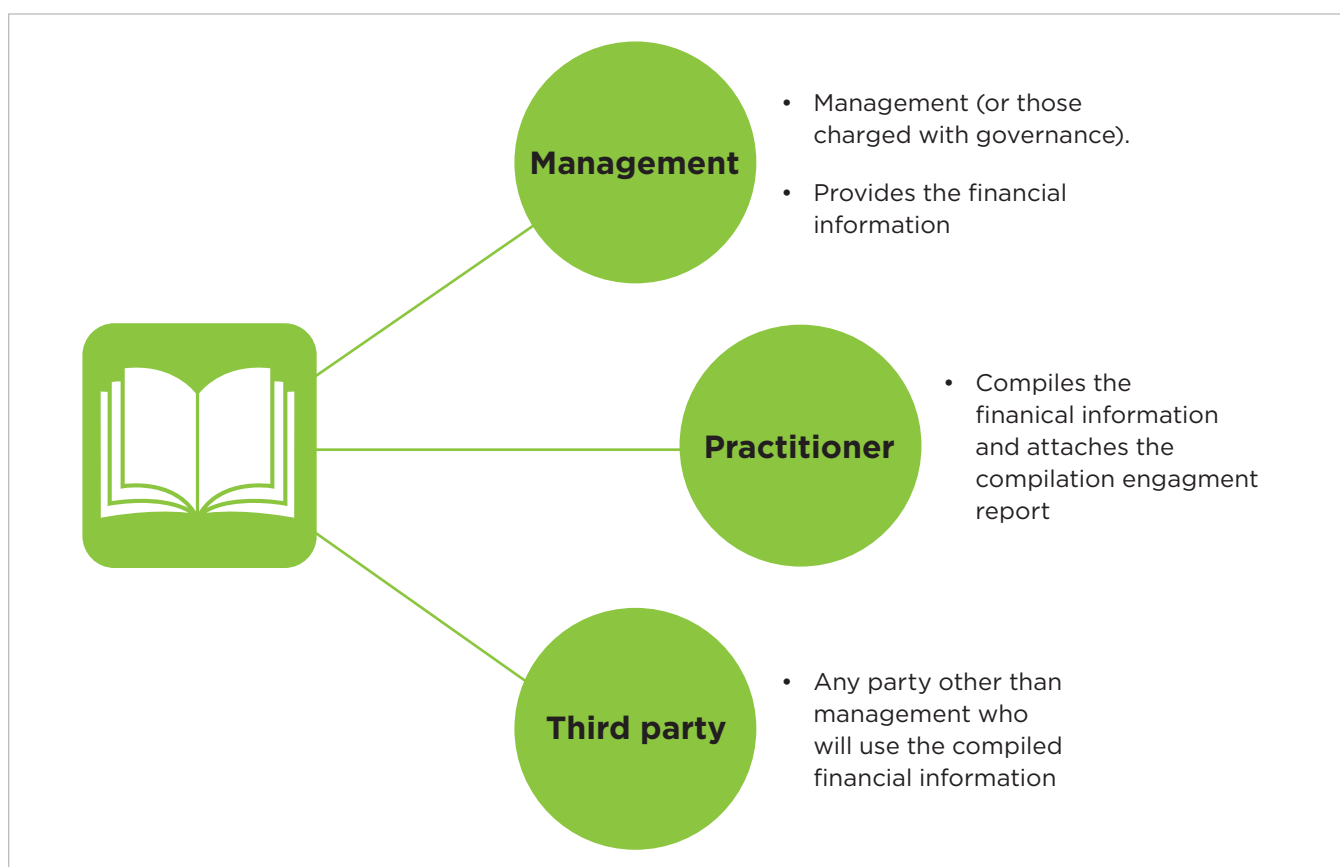 Management
• Management (or those
charged with governance).
• Provides the financial
information
Practitioner
• Compiles the
finanical information
and attaches the
compilation engagment
report
Third party
• Any party other than
management who
will use the compiled
financial information